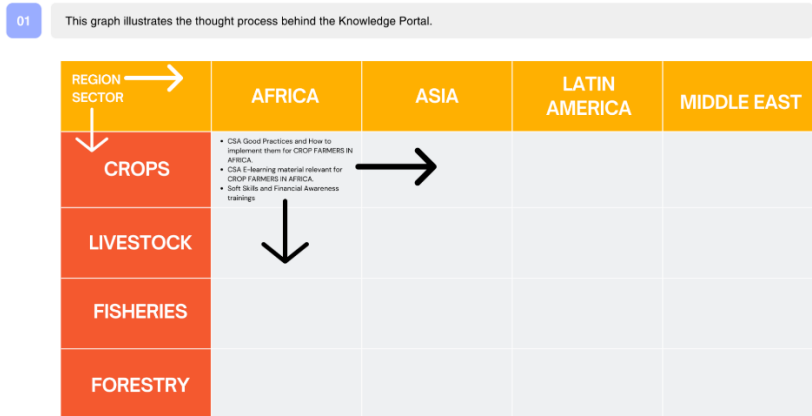 01
This graph illustrates the thought process behind the Knowledge Portal.
REGION
SECTOR
AFRICA
ASIA
LATIN
AMERICA
MIDDLE EAST
CROPS
• CSA Good Practices and How to
implement them for CROP FARMERS IN
AFRICA.
• CSA E-learning material relevant for
CROP FARMERS IN AFRICA.
• Soft Skills and Financial Awareness
trainings
LIVESTOCK
FISHERIES
FORESTRY